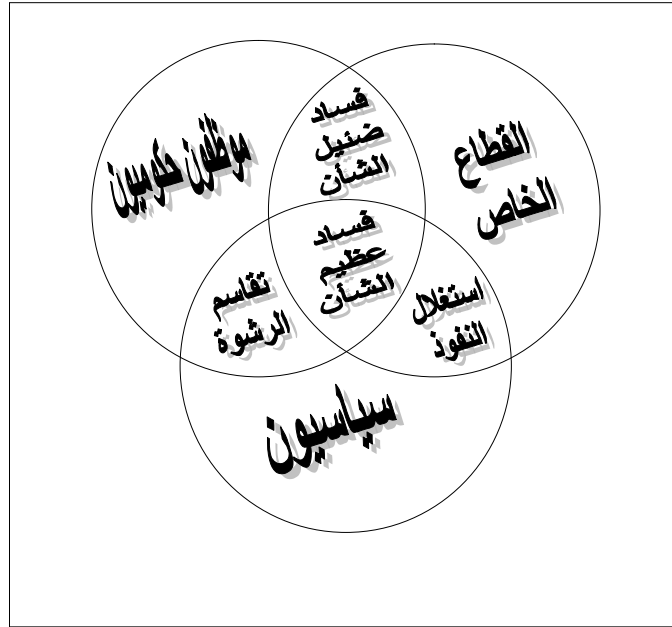 موظفون حكوميون
فساد
ضئيل
الشأن
القطاع
الخاص
فساد
عظيم
الشأن
تقاسم
الرشوة
استغلال
النفوذ
سياسيون